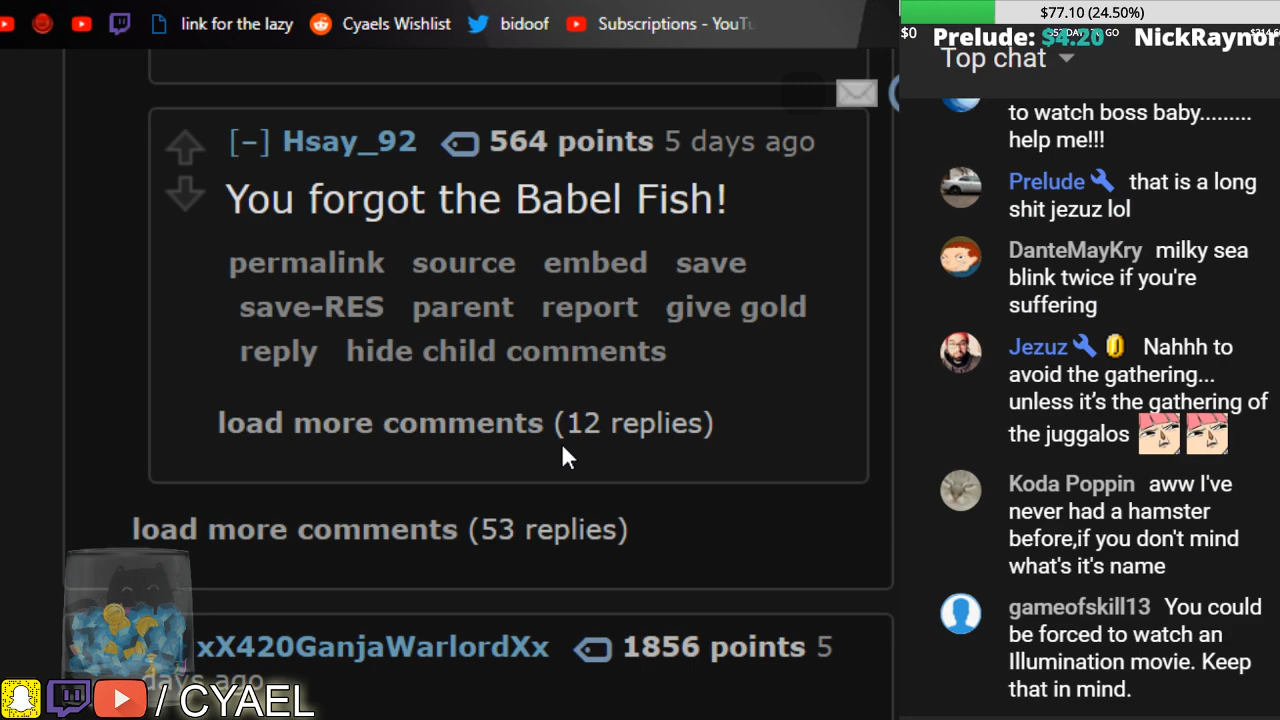 link for the lazy
Cyaels Wishlist
bidoof
Subscriptions - YouTu
[−] Hsay_92 564 points 5 days ago
You forgot the Babel Fish!
permalink source embed save
save-RES parent report give gold
reply hide child comments
load more comments (12 replies)
load more comments (53 replies)
xX420GanjaWarlordXx 1856 points 5
days ago
/ CYAEL
$77.10 (24.50%)
$0
Prelude: $4.20 NickRaynor
Top chat
to watch boss baby.........
help me!!!
Prelude that is a long
shit jezuz lol
DanteMayKry milky sea
blink twice if you're
suffering
Jezuz Nahhh to
avoid the gathering...
unless it's the gathering of
the juggalos
Koda Poppin aww I've
never had a hamster
before,if you don't mind
what's it's name
gameofskill13 You could
be forced to watch an
Illumination movie. Keep
that in mind.